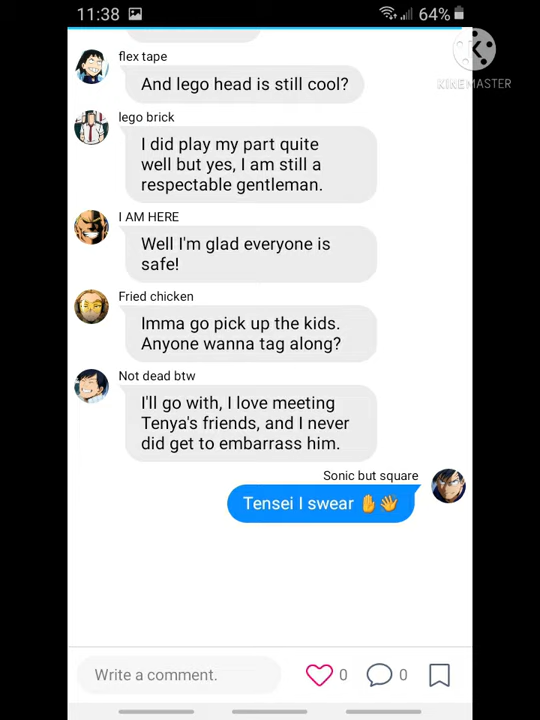 11:38 64%
KINEMASTER
flex tape
And lego head is still cool?
lego brick
I did play my part quite
well but yes, I am still a
respectable gentleman.
I AM HERE
Well I'm glad everyone is
safe!
Fried chicken
Imma go pick up the kids.
Anyone wanna tag along?
Not dead btw
I'll go with, I love meeting
Tenya's friends, and I never
did get to embarrass him.
Sonic but square
Tensei I swear ✋👋
Write a comment. 0 0